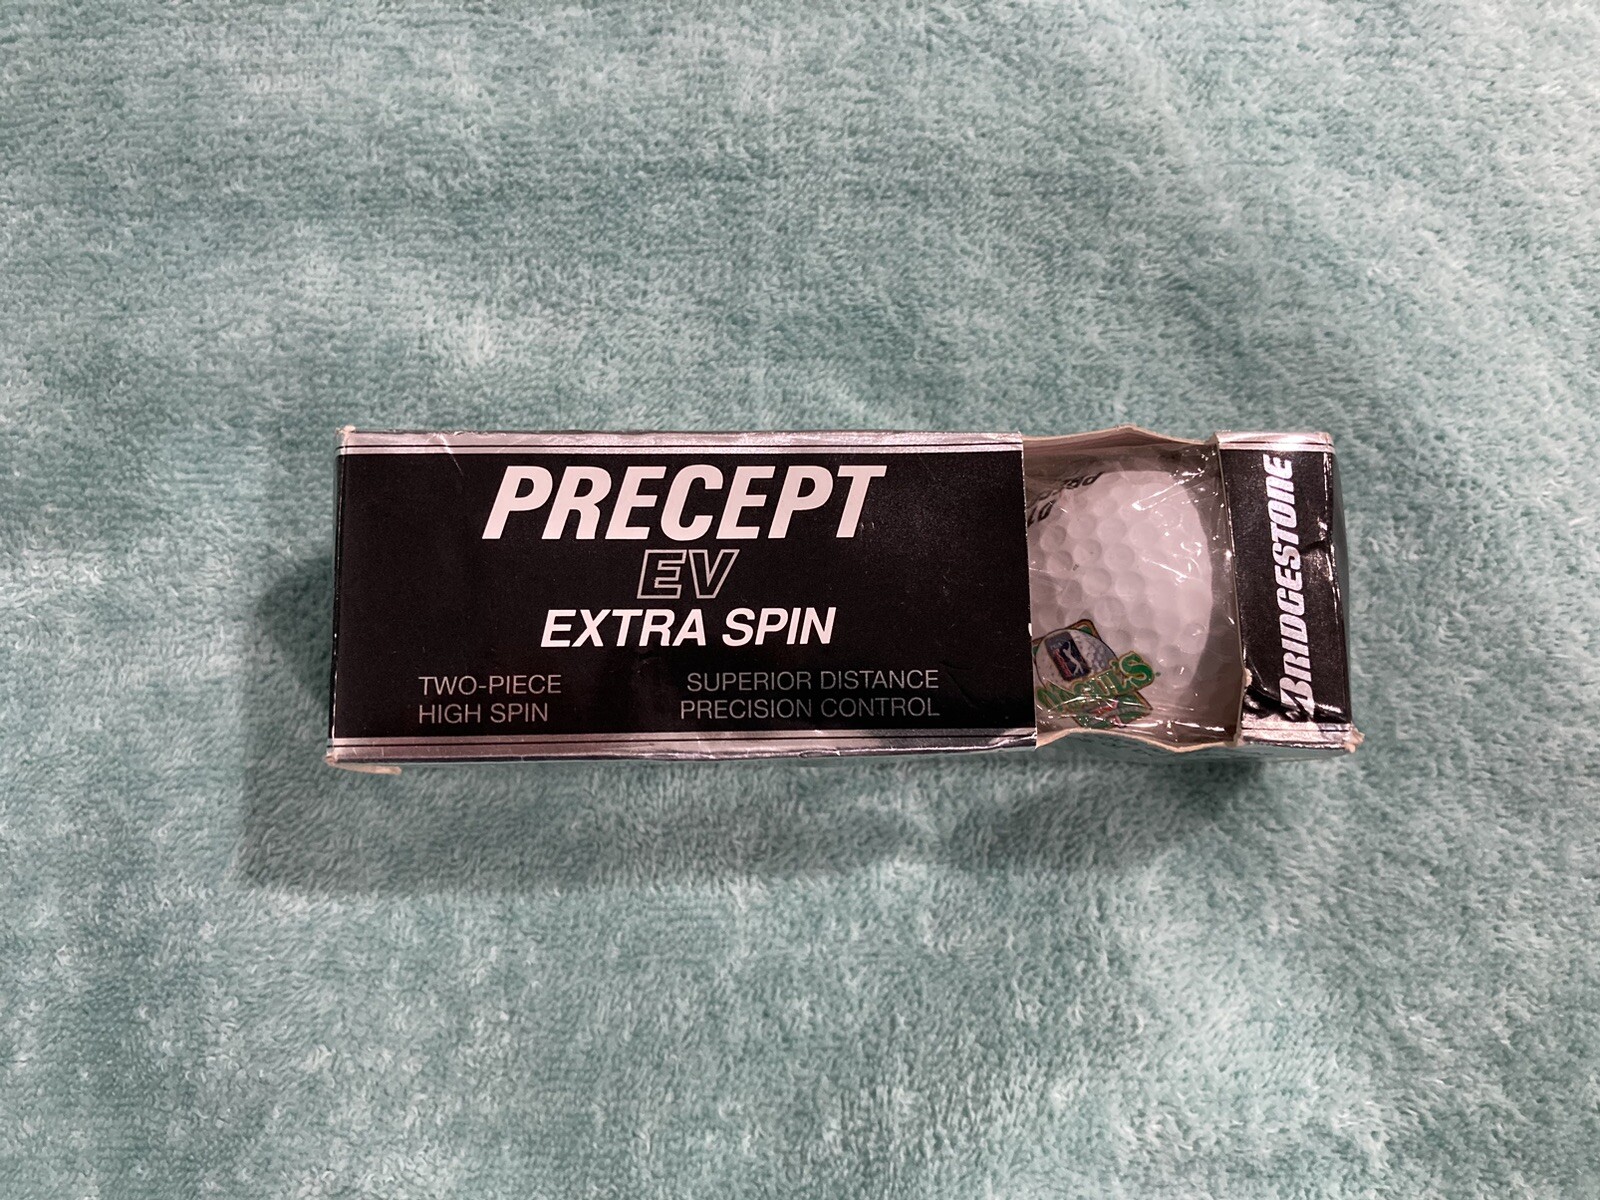 PRECEPT
EV
EXTRA SPIN
TWO-PIECE
HIGH SPIN
SUPERIOR DISTANCE
PRECISION CONTROL
BRIDGESTONE